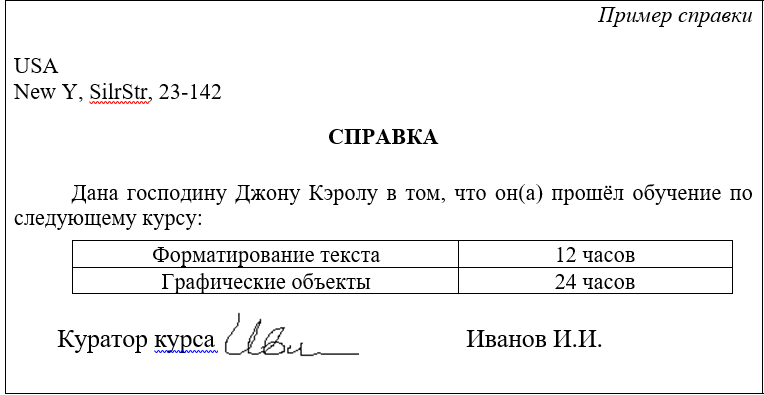 Пример справки
USA
New Y, SilrStr, 23-142
СПРАВКА
Дана господину Джону Кэролу в том, что он(а) прошёл обучение по
следующему курсу:
Форматирование текста 12 часов
Графические объекты 24 часов
Куратор курса Иванов И.И.